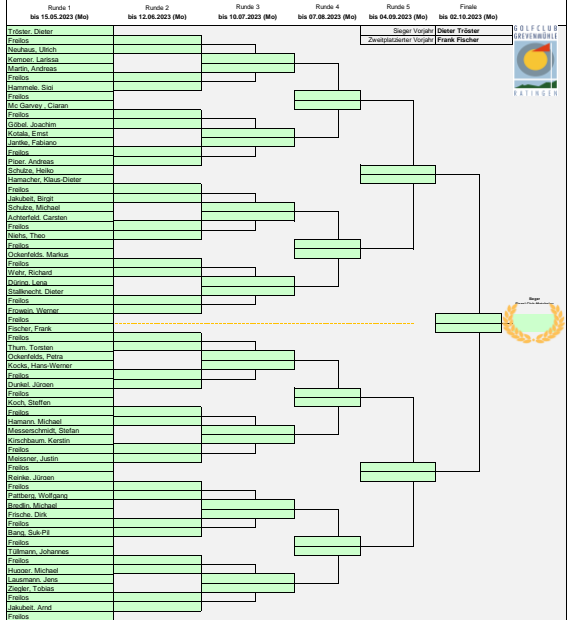 Runde 1 Runde 2 Runde 3 Runde 4 Runde 5 Finale
bis 15.05.2023 (Mo) bis 12.06.2023 (Mo) bis 10.07.2023 (Mo) bis 07.08.2023 (Mo) bis 04.09.2023 (Mo) bis 02.10.2023 (Mo)
Sieger Vorjahr Dieter Tröster
Zweitplatzierter Vorjahr Frank Fischer
GOLFCLUB
GREVENMÜHLE
RATINGEN
Tröster, Dieter
Freilos
Neuhaus, Ulrich
Kemper, Larissa
Martin, Andreas
Freilos
Hammele, Sigi
Freilos
Mc Garvey , Ciaran
Freilos
Göbel, Joachim
Kotala, Ernst
Jantke, Fabiano
Freilos
Piper, Andreas
Schulze, Heiko
Hamacher, Klaus-Dieter
Freilos
Jakubeit, Birgit
Schulze, Michael
Achterfeld, Carsten
Freilos
Niehs, Theo
Freilos
Ockenfelds, Markus
Freilos
Wehr, Richard
Düring, Lena
Stallknecht, Dieter
Freilos
Frowein, Werner
Freilos
Fischer, Frank
Freilos
Thum, Torsten
Ockenfelds, Petra
Kocks, Hans-Werner
Freilos
Dunkel, Jürgen
Freilos
Koch, Steffen
Freilos
Hamann, Michael
Messerschmidt, Stefan
Kirschbaum, Kerstin
Freilos
Meissner, Justin
Freilos
Reinke, Jürgen
Freilos
Pattberg, Wolfgang
Bredlin, Michael
Frische, Dirk
Freilos
Bang, Suk-Pil
Freilos
Tüllmann, Johannes
Freilos
Hugger, Michael
Lausmann, Jens
Ziegler, Tobias
Freilos
Jakubeit, Arnd
Freilos
Sieger